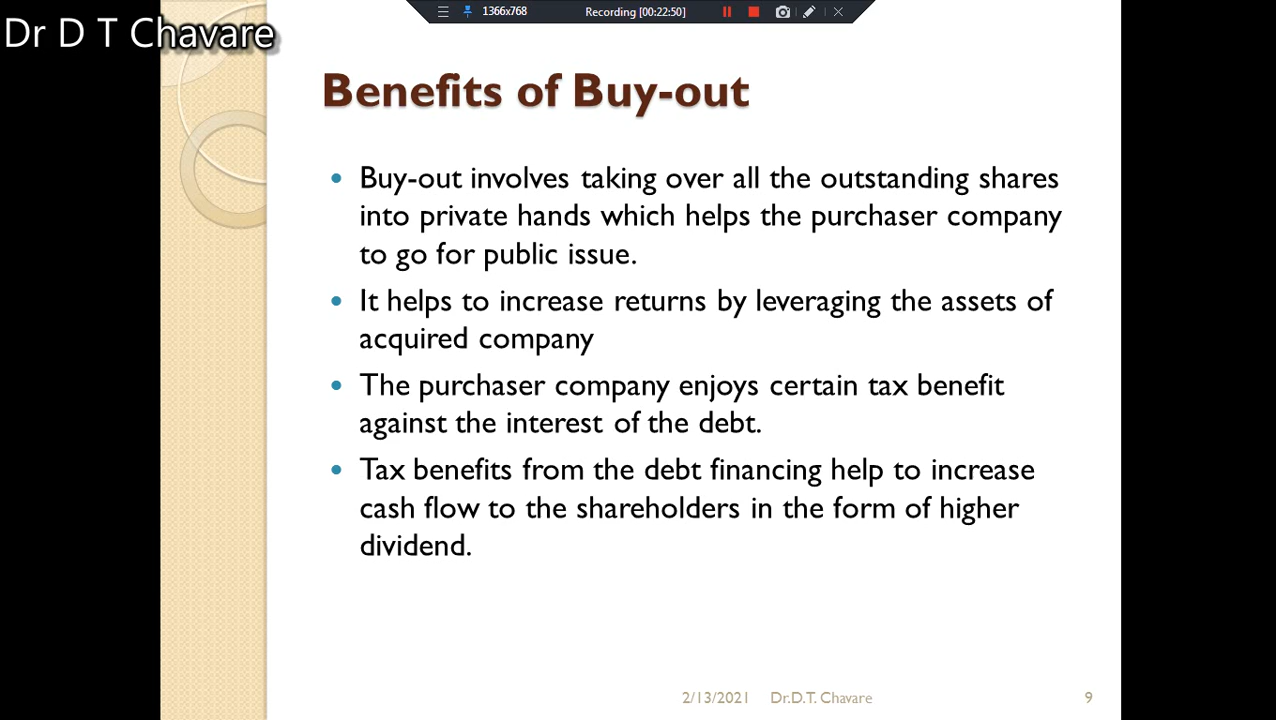 1366x768
Recording [00:22:50]
Dr D T Chavare
Benefits of Buy-out
• Buy-out involves taking over all the outstanding shares
into private hands which helps the purchaser company
to go for public issue.
• It helps to increase returns by leveraging the assets of
acquired company
• The purchaser company enjoys certain tax benefit
against the interest of the debt.
• Tax benefits from the debt financing help to increase
cash flow to the shareholders in the form of higher
dividend.
2/13/2021 Dr.D.T. Chavare 9